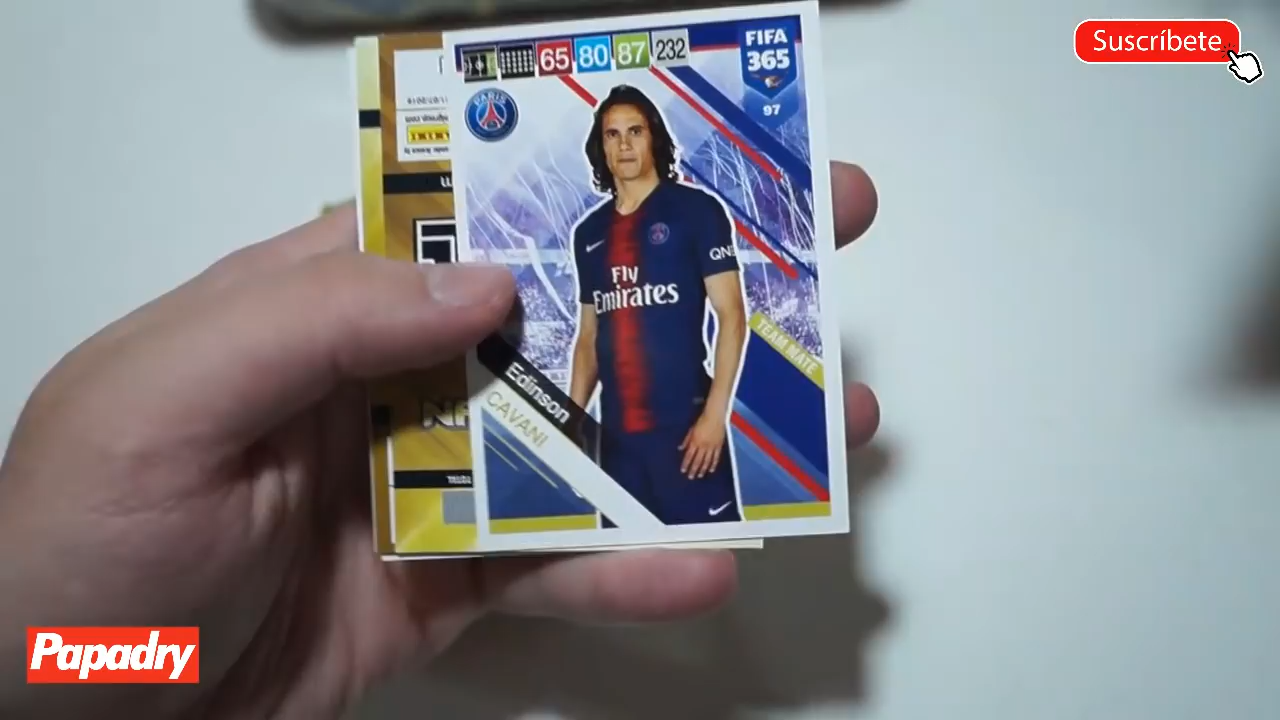 Suscríbete
65 80 87 232
FIFA
365
97
PARIS
QNB
Fly
Emirates
TEAM MATE
Edinson
CAVANI
Papadry